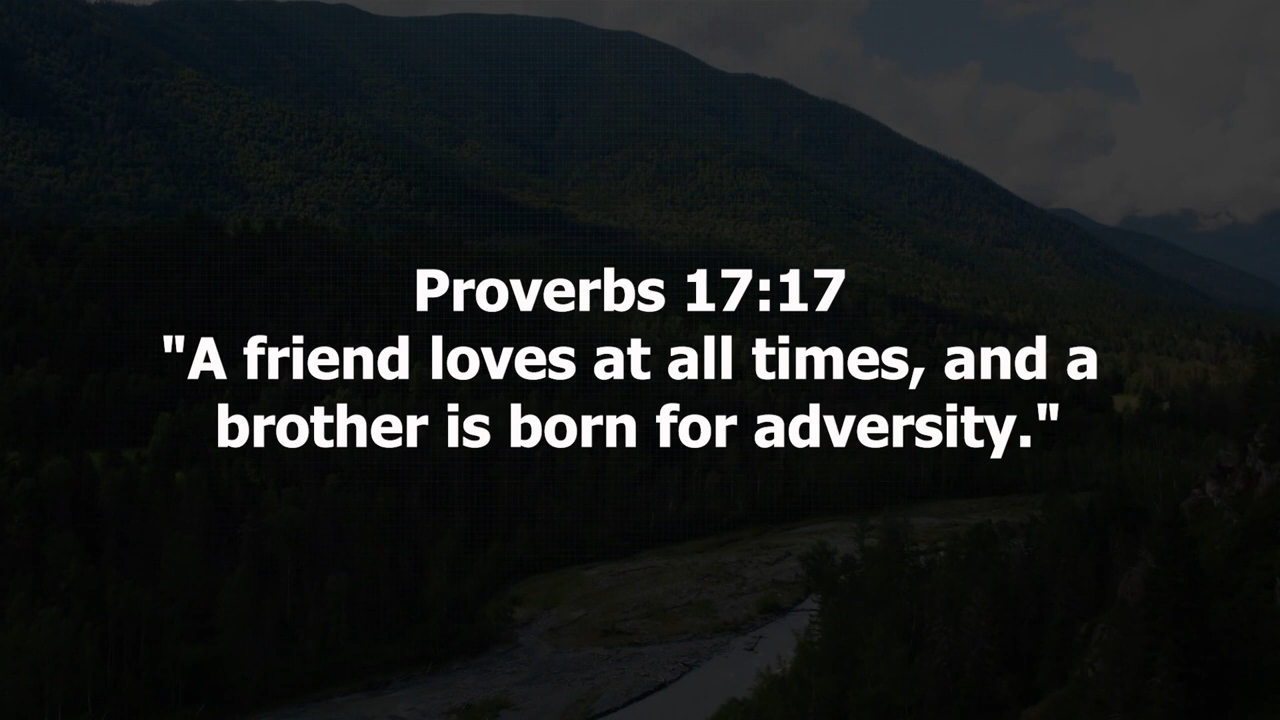 Proverbs 17:17
"A friend loves at all times, and a
brother is born for adversity."